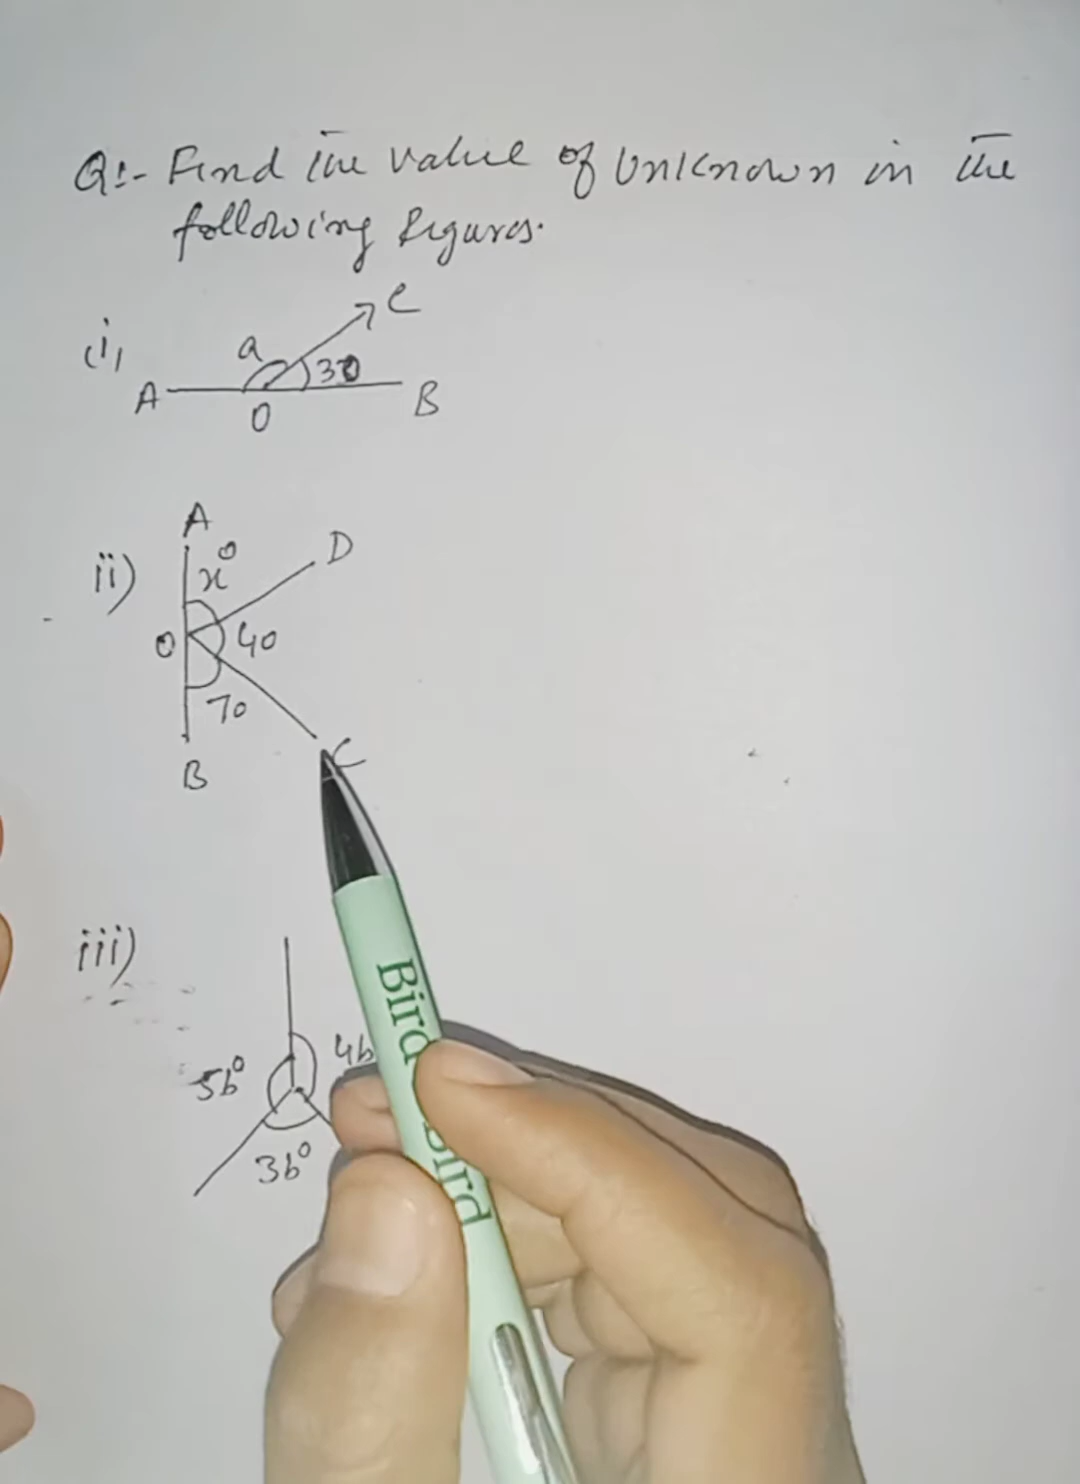 Q:- Find the value of unknown in the
following figures.
(i)
a
C
30
A
O
B
ii)
A
x°
D
O
40
70
B
C
iii)
4b
5b°
3b°
Bird
bird